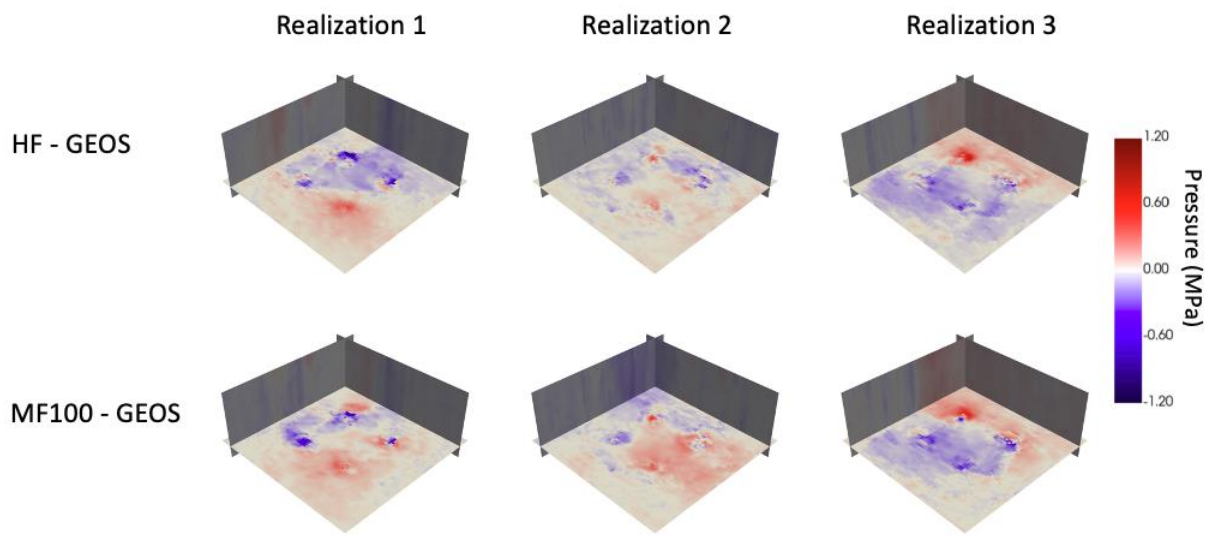 Realization 1
Realization 2
Realization 3
HF - GEOS
1.20
0.60
0.00
-0.60
-1.20
Pressure (MPa)
MF100 - GEOS